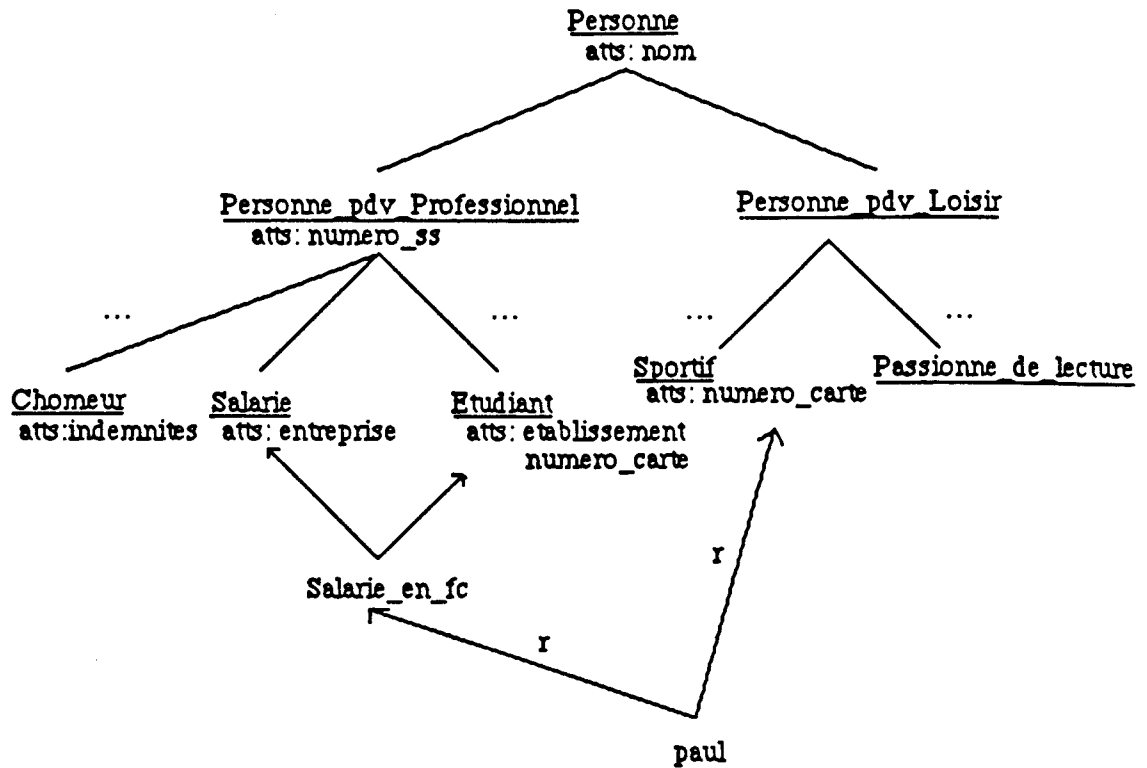 Personne
atts: nom
Personne_pdv_Professionnel
atts: numero_ss
Personne_pdv_Loisir
...
...
...
...
Chomeur
atts:indemnites
Salarie
atts: entreprise
Etudiant
atts: etablissement
numero_carte
Sportif
atts: numero_carte
Passionne_de_lecture
r
Salarie_en_fc
r
paul